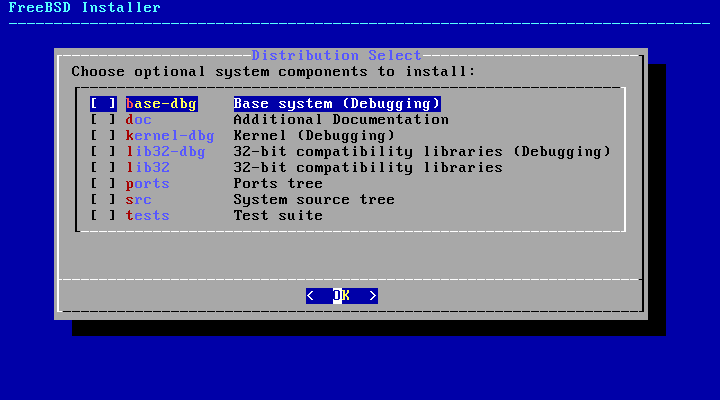 FreeBSD Installer
Distribution Select
Choose optional system components to install:
[ ] base-dbg Base system (Debugging)
[ ] doc Additional Documentation
[ ] kernel-dbg Kernel (Debugging)
[ ] lib32-dbg 32-bit compatibility libraries (Debugging)
[ ] lib32 32-bit compatibility libraries
[ ] ports Ports tree
[ ] src System source tree
[ ] tests Test suite
< OK >